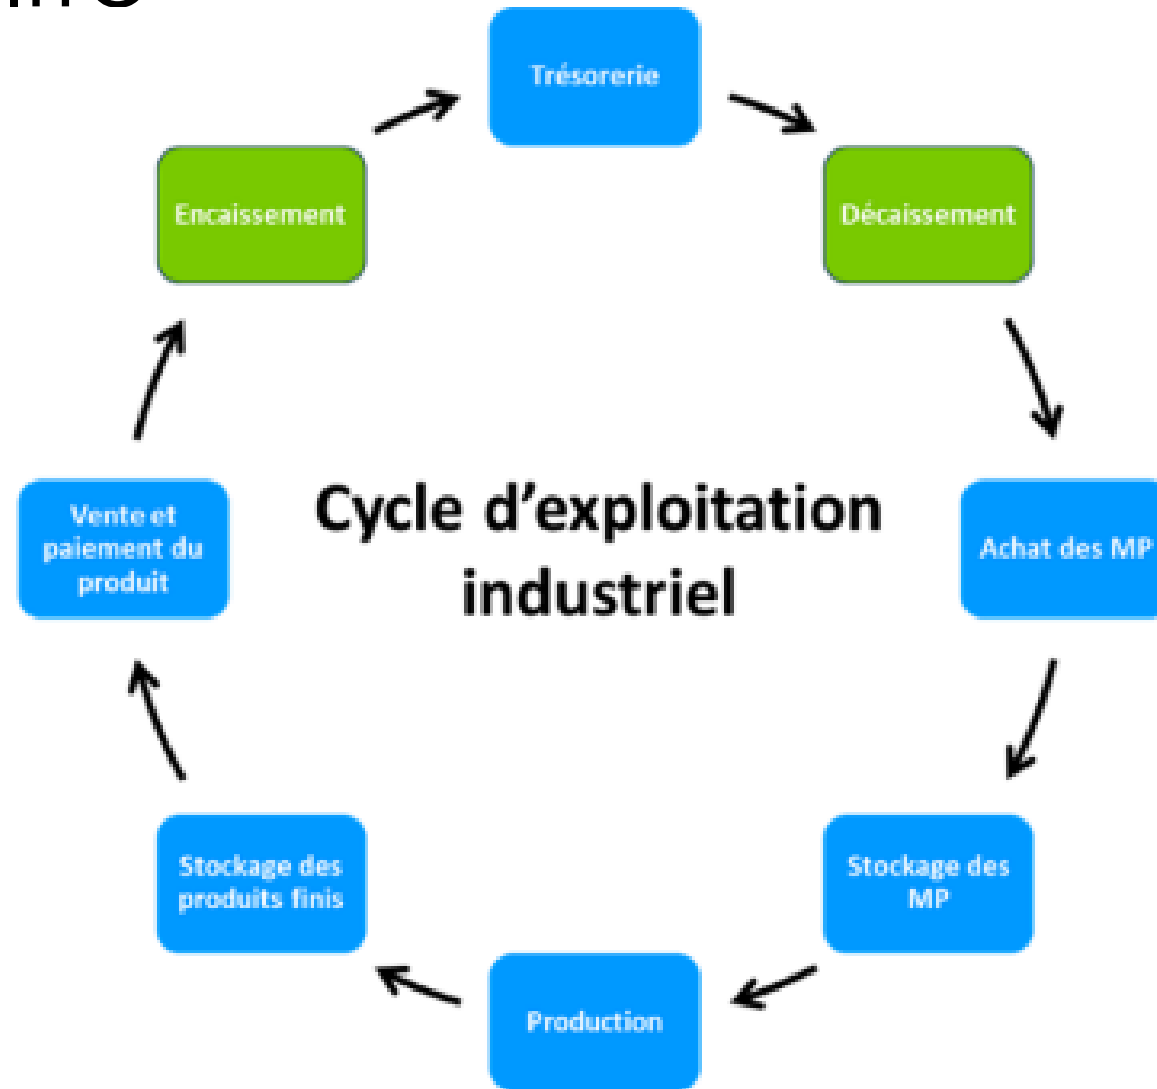 Trésorerie
Encaissement
Décaissement
Vente et
paiement du
produit
Cycle d’exploitation
industriel
Achat des MP
Stockage des
produits finis
Stockage des
MP
Production